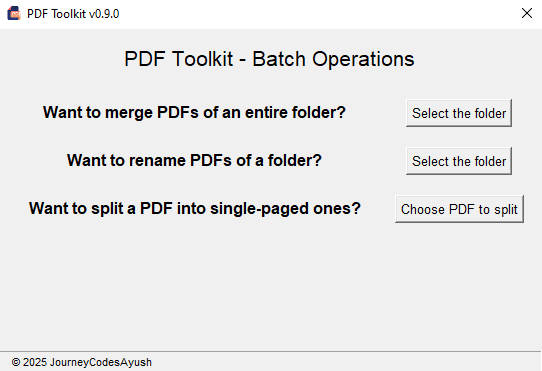 PDF Toolkit v0.9.0
PDF Toolkit - Batch Operations
Want to merge PDFs of an entire folder? Select the folder
Want to rename PDFs of a folder? Select the folder
Want to split a PDF into single-paged ones? Choose PDF to split
© 2025 JourneyCodesAyush